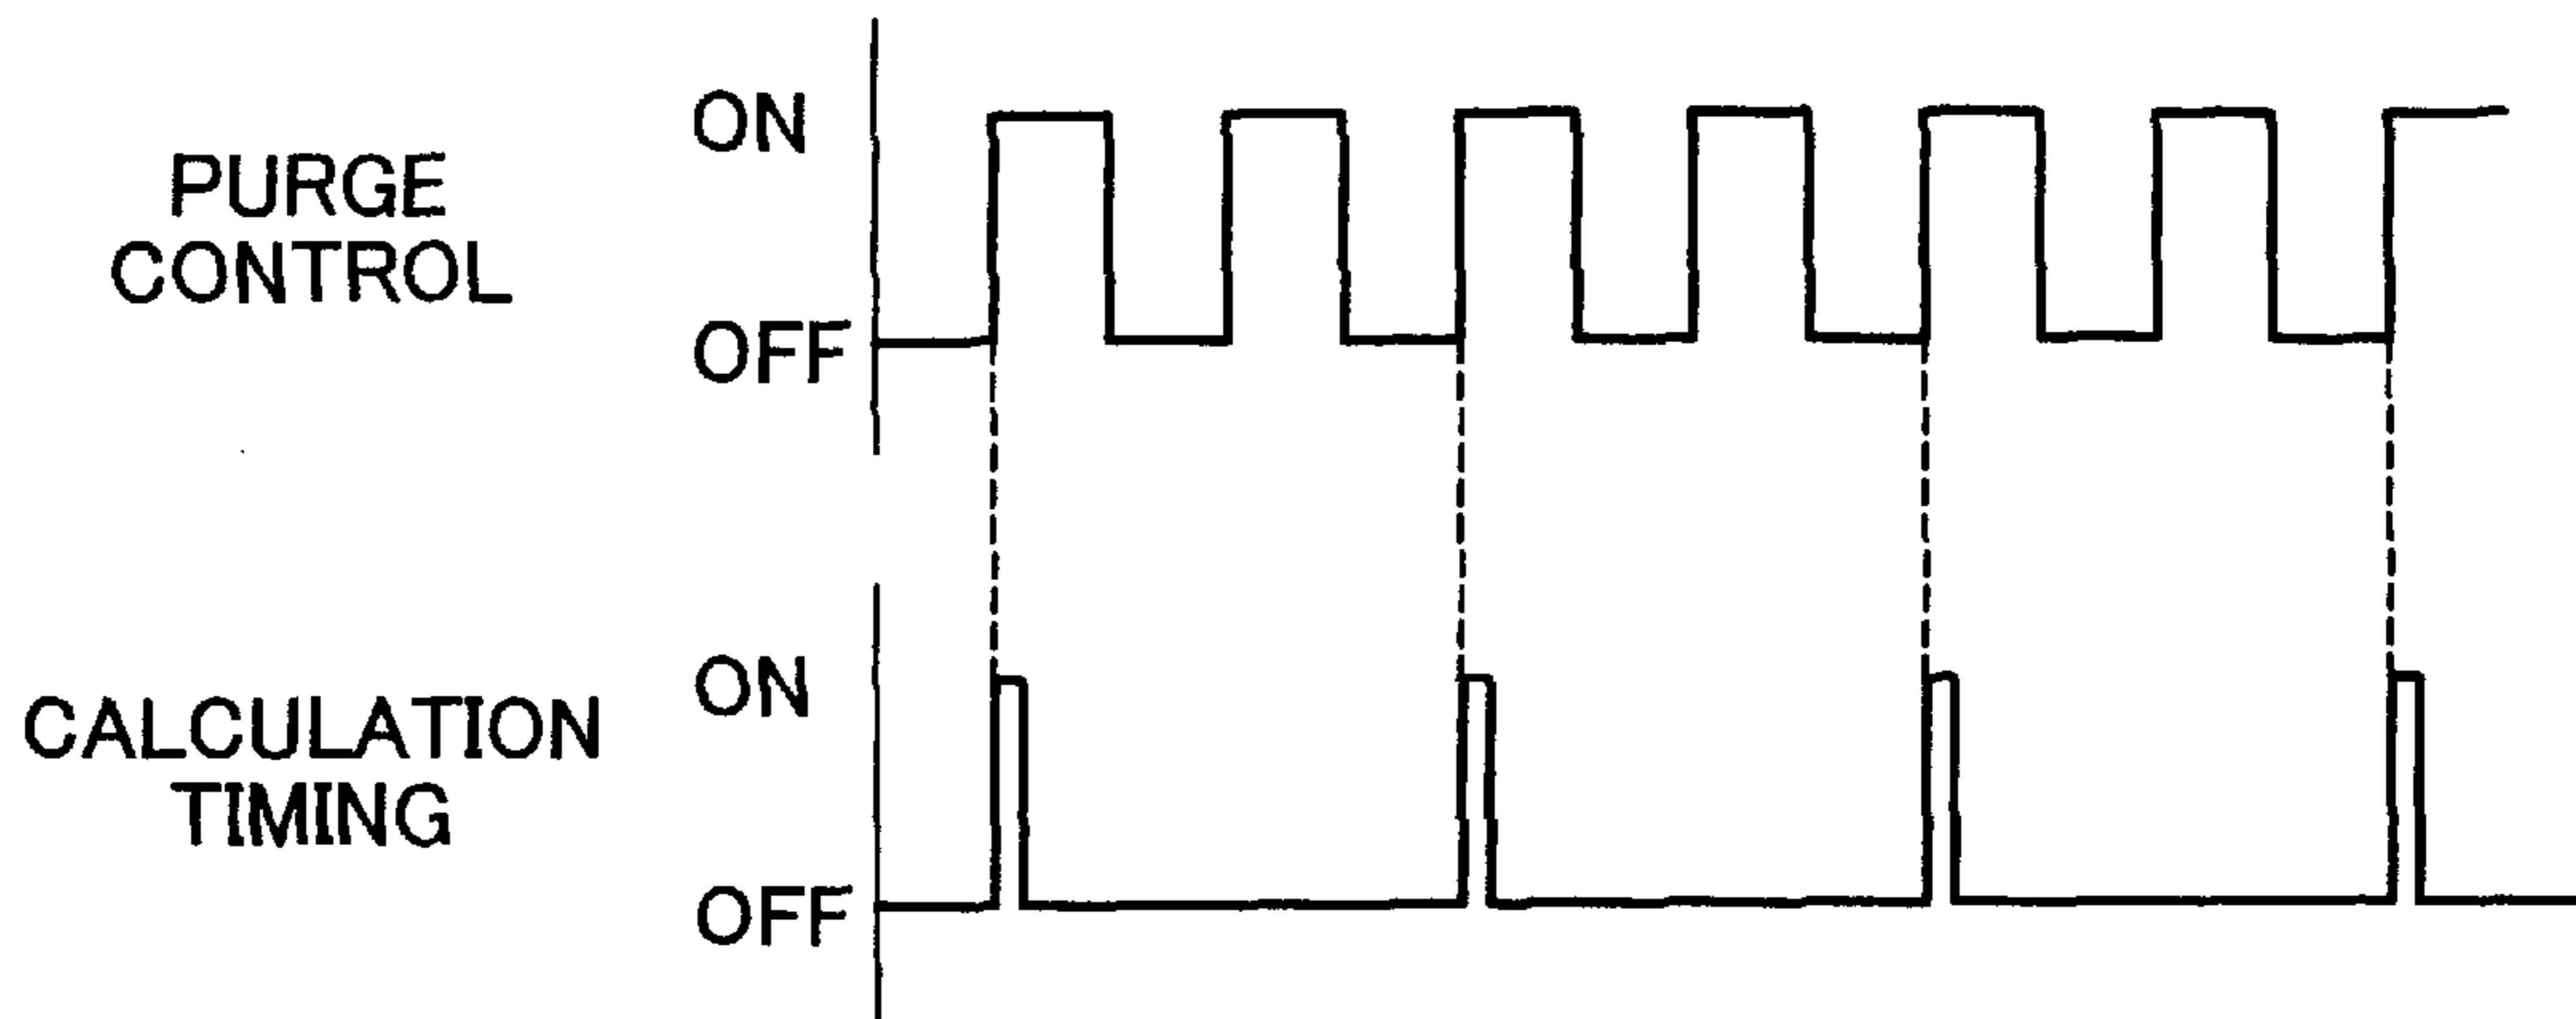 PURGE
CONTROL
ON
OFF
CALCULATION
TIMING
ON
OFF